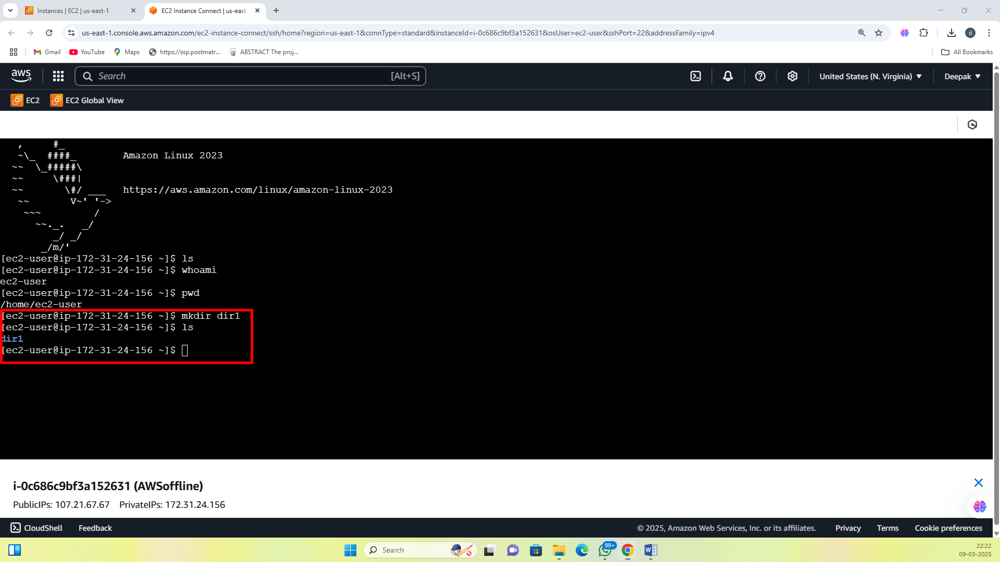 Instances | EC2 | us-east-1
EC2 Instance Connect | us-east-
us-east-1.console.aws.amazon.com/ec2-instance-connect/ssh/home?region=us-east-1&connType=standard&instanceId=i-0c686c9bf3a152631&osUser=ec2-user&sshPort=22&addressFamily=ipv4
d
Gmail
YouTube
Maps
https://ssp.postmatr...
ABSTRACT The proj...
All Bookmarks
aws
Search [Alt+S]
United States (N. Virginia)
Deepak
EC2
EC2 Global View
   ,     #_
   ~\_  ####_        Amazon Linux 2023
  ~~  \_#####\
  ~~     \###|
  ~~       \#/ ___   https://aws.amazon.com/linux/amazon-linux-2023
   ~~       V~' '->
    ~~~         /
      ~~._.   _/
         _/ _/
       _/m/'
[ec2-user@ip-172-31-24-156 ~]$ ls
[ec2-user@ip-172-31-24-156 ~]$ whoami
ec2-user
[ec2-user@ip-172-31-24-156 ~]$ pwd
/home/ec2-user
[ec2-user@ip-172-31-24-156 ~]$ mkdir dir1
[ec2-user@ip-172-31-24-156 ~]$ ls
dir1
[ec2-user@ip-172-31-24-156 ~]$
i-0c686c9bf3a152631 (AWSoffline)
PublicIPs: 107.21.67.67 PrivateIPs: 172.31.24.156
CloudShell
Feedback
© 2025, Amazon Web Services, Inc. or its affiliates.
Privacy
Terms
Cookie preferences
Search
99+
22:22
09-03-2025